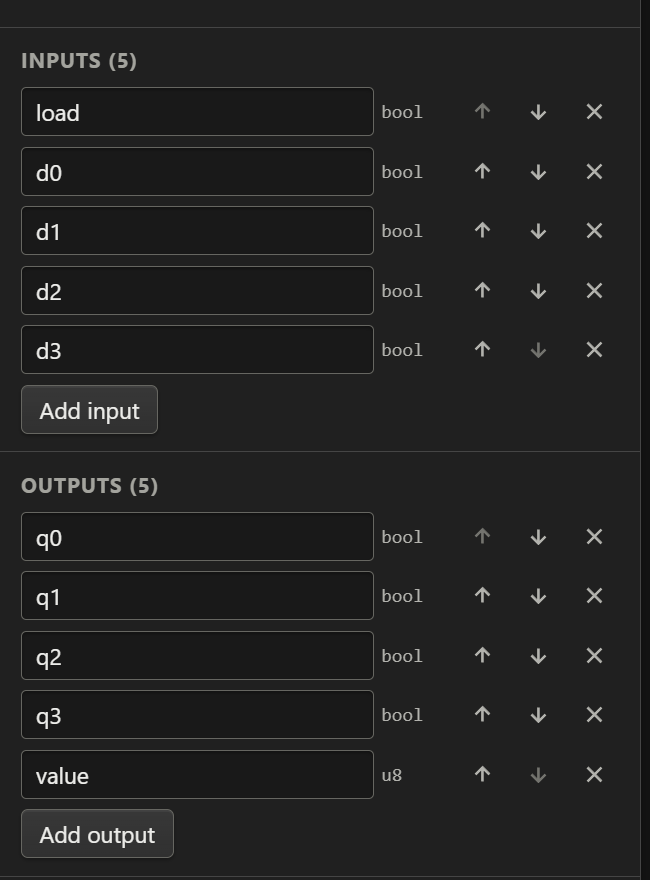 INPUTS (5)
load bool
d0 bool
d1 bool
d2 bool
d3 bool
Add input
OUTPUTS (5)
q0 bool
q1 bool
q2 bool
q3 bool
value u8
Add output